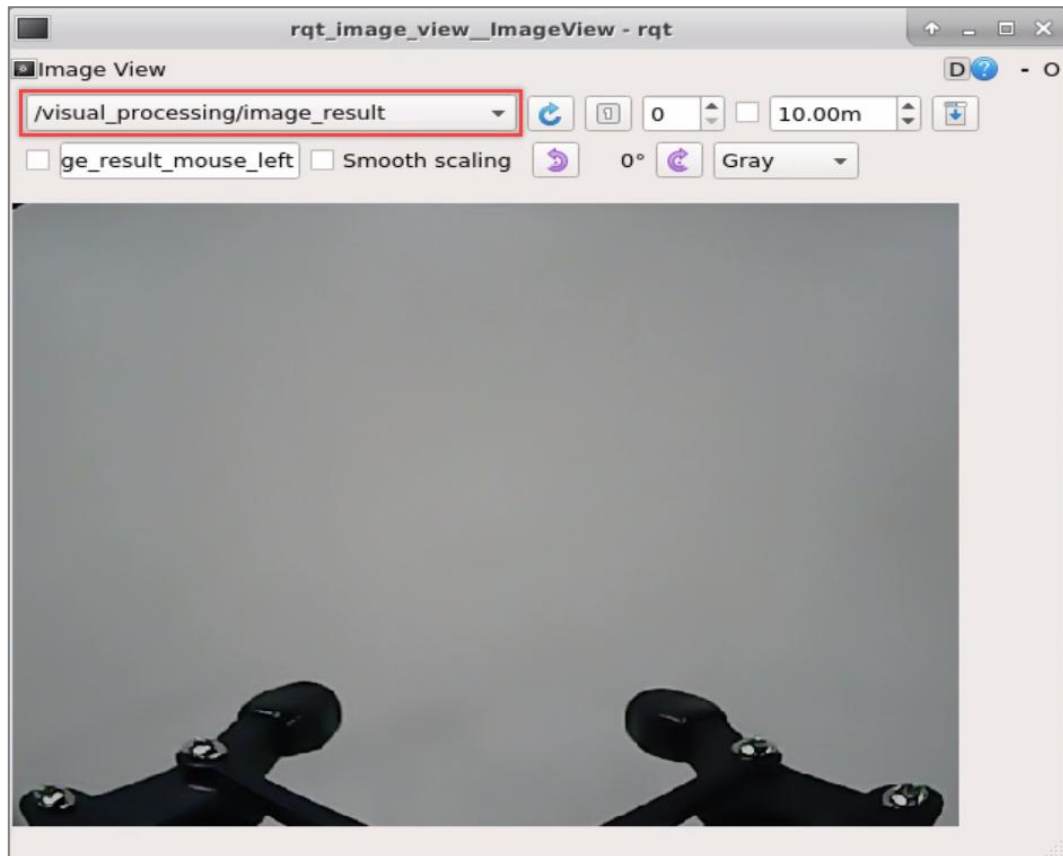 rqt_image_view__ImageView - rqt
Image View D ? - O
/visual_processing/image_result 0 10.00m
ge_result_mouse_left Smooth scaling 0° Gray